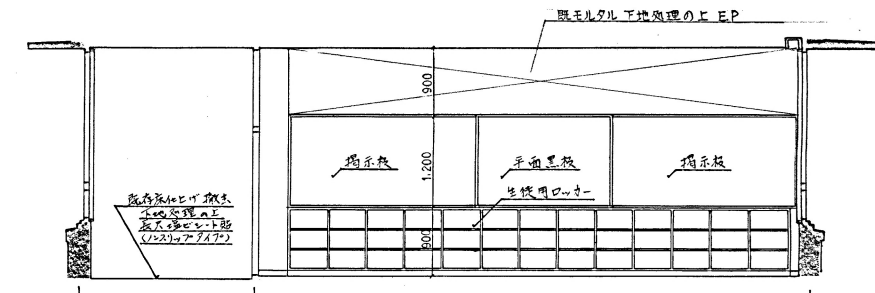 既モルタル下地処理の上 EP
900
掲示板
平面黒板
掲示板
1.200
生徒用ロッカー
既存床仕上げ撤去
下地処理の上
長尺塩ビシート貼
(ノンスリップタイプ)
900